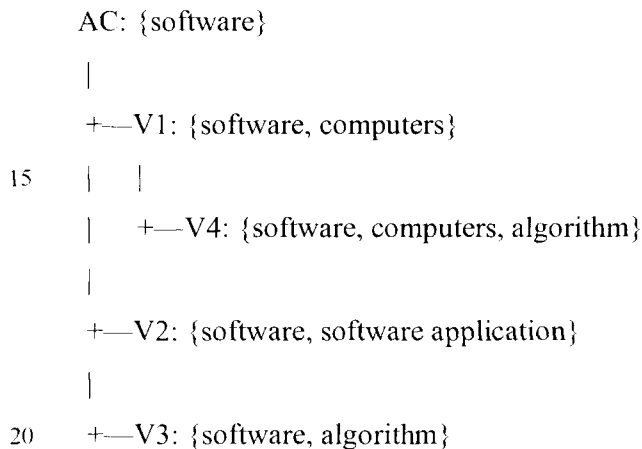 AC: {software}
|
+—V1: {software, computers}
15 | |
| +—V4: {software, computers, algorithm}
|
+—V2: {software, software application}
|
20 +—V3: {software, algorithm}